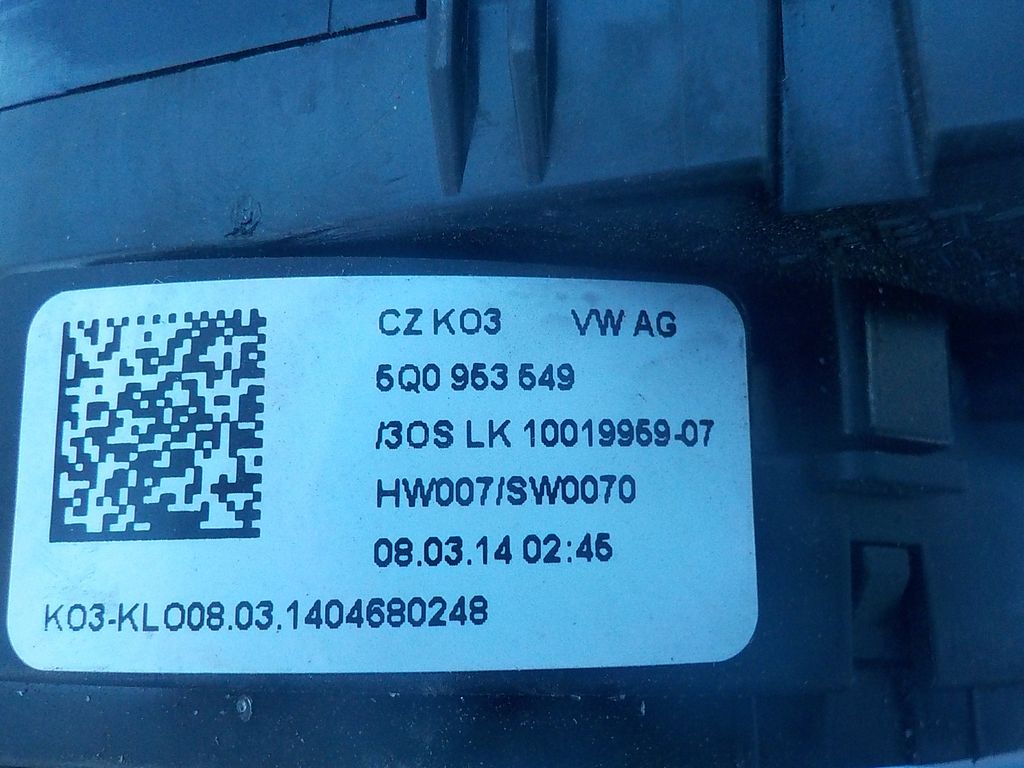 CZ KO3 VW AG
5Q0 953 549
/3OS LK 10019959-07
HW007/SW0070
08.03.14 02:45
KO3-KLO08.03.1404680248